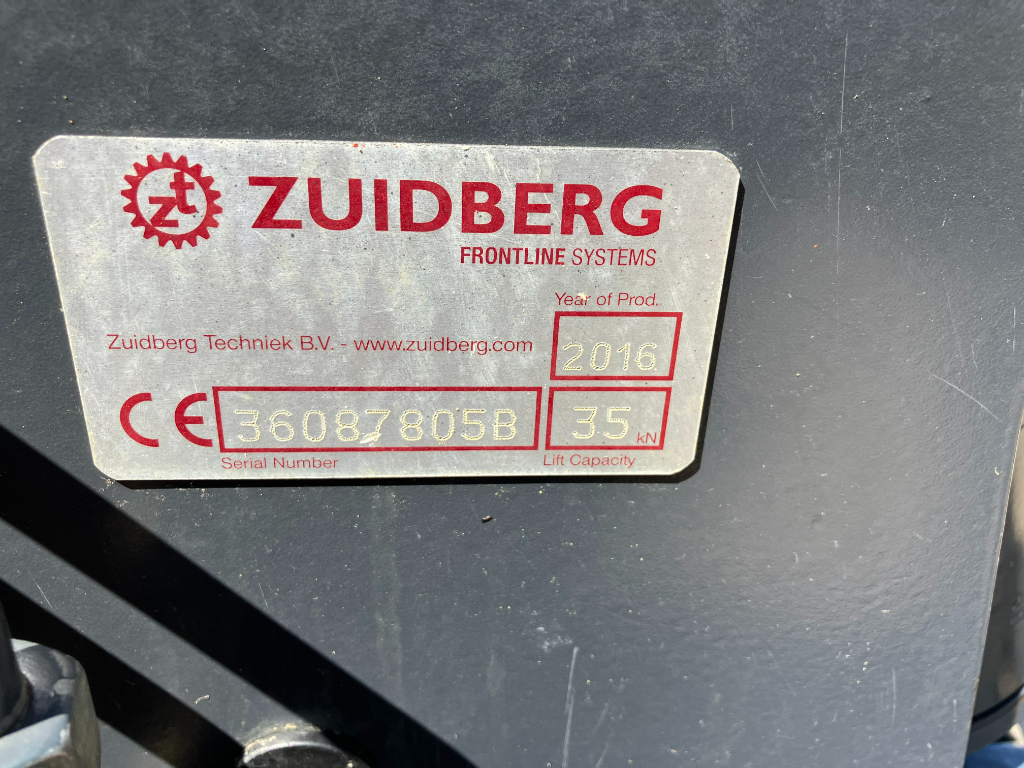 zt ZUIDBERG
FRONTLINE SYSTEMS
Year of Prod.
2016
Zuidberg Techniek B.V. - www.zuidberg.com
CE 36087805B 35 kN
Serial Number Lift Capacity